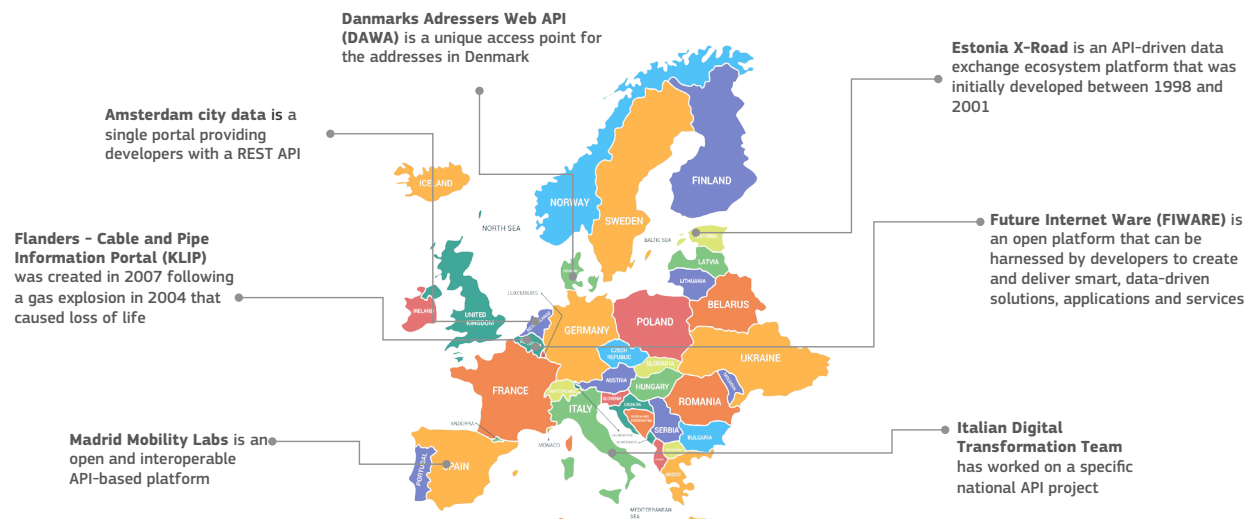 Danmarks Adressers Web API
(DAWA) is a unique access point for
the addresses in Denmark
Estonia X-Road is an API-driven data
exchange ecosystem platform that was
initially developed between 1998 and
2001
Amsterdam city data is a
single portal providing
developers with a REST API
Flanders - Cable and Pipe
Information Portal (KLIP)
was created in 2007 following
a gas explosion in 2004 that
caused loss of life
Future Internet Ware (FIWARE) is
an open platform that can be
harnessed by developers to create
and deliver smart, data-driven
solutions, applications and services
Madrid Mobility Labs is an
open and interoperable
API-based platform
Italian Digital
Transformation Team
has worked on a specific
national API project
ICELAND
NORWAY
SWEDEN
FINLAND
NORTH SEA
BALTIC SEA
LATVIA
LITHUANIA
BELARUS
LUXEMBURG
IRELAND
UNITED
KINGDOM
GERMANY
POLAND
UKRAINE
CZECH
REPUBLIC
SLOVAKIA
AUSTRIA
HUNGARY
FRANCE
ITALY
SLOVENIA
CROATIA
ROMANIA
MOLDOVA
SERBIA
BULGARIA
ANDORRA
MONACO
PORTUGAL
SPAIN
GREECE
MEDITERRANEAN
SEA